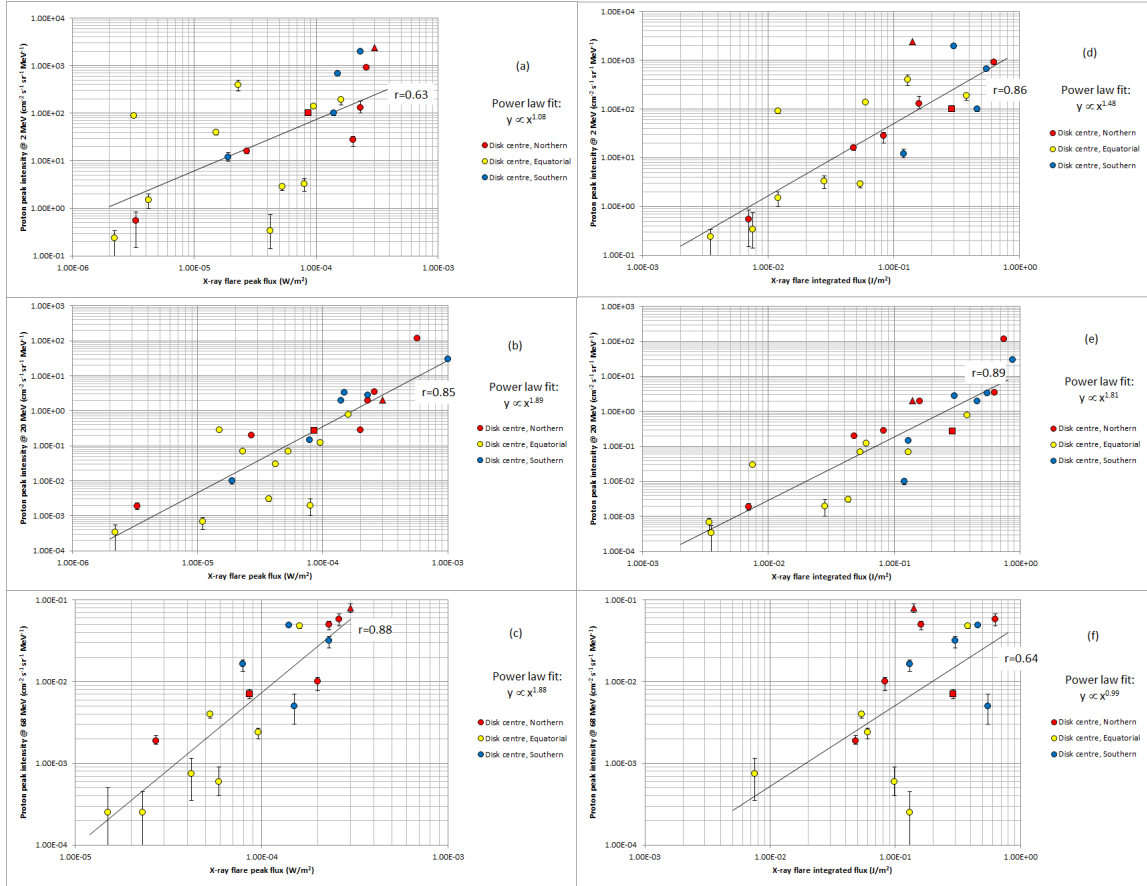 Proton peak intensity @ 2 MeV (cm⁻² s⁻¹ sr⁻¹ MeV⁻¹)
1.00E+04
1.00E+03
1.00E+02
1.00E+01
1.00E+00
1.00E-01
1.00E-06
1.00E-05
1.00E-04
1.00E-03
X-ray flare peak flux (W/m²)
r=0.63
(a)
Power law fit:
y ∝ x^1.08
Disk centre, Northern
Disk centre, Equatorial
Disk centre, Southern
Proton peak intensity @ 2 MeV (cm⁻² s⁻¹ sr⁻¹ MeV⁻¹)
1.00E+04
1.00E+03
1.00E+02
1.00E+01
1.00E+00
1.00E-01
1.00E-03
1.00E-02
1.00E-01
1.00E+00
X-ray flare integrated flux (J/m²)
r=0.86
(d)
Power law fit:
y ∝ x^1.48
Disk centre, Northern
Disk centre, Equatorial
Disk centre, Southern
Proton peak intensity @ 20 MeV (cm⁻² s⁻¹ sr⁻¹ MeV⁻¹)
1.00E+03
1.00E+02
1.00E+01
1.00E+00
1.00E-01
1.00E-02
1.00E-03
1.00E-04
1.00E-06
1.00E-05
1.00E-04
1.00E-03
X-ray flare peak flux (W/m²)
r=0.85
(b)
Power law fit:
y ∝ x^1.89
Disk centre, Northern
Disk centre, Equatorial
Disk centre, Southern
Proton peak intensity @ 20 MeV (cm⁻² s⁻¹ sr⁻¹ MeV⁻¹)
1.00E+03
1.00E+02
1.00E+01
1.00E+00
1.00E-01
1.00E-02
1.00E-03
1.00E-04
1.00E-03
1.00E-02
1.00E-01
1.00E+00
X-ray flare integrated flux (J/m²)
r=0.89
(e)
Power law fit:
y ∝ x^1.81
Disk centre, Northern
Disk centre, Equatorial
Disk centre, Southern
Proton peak intensity @ 68 MeV (cm⁻² s⁻¹ sr⁻¹ MeV⁻¹)
1.00E-01
1.00E-02
1.00E-03
1.00E-04
1.00E-05
1.00E-04
1.00E-03
X-ray flare peak flux (W/m²)
r=0.88
(c)
Power law fit:
y ∝ x^1.88
Disk centre, Northern
Disk centre, Equatorial
Disk centre, Southern
Proton peak intensity @ 68 MeV (cm⁻² s⁻¹ sr⁻¹ MeV⁻¹)
1.00E-01
1.00E-02
1.00E-03
1.00E-04
1.00E-03
1.00E-02
1.00E-01
1.00E+00
X-ray flare integrated flux (J/m²)
r=0.64
(f)
Power law fit:
y ∝ x^0.99
Disk centre, Northern
Disk centre, Equatorial
Disk centre, Southern